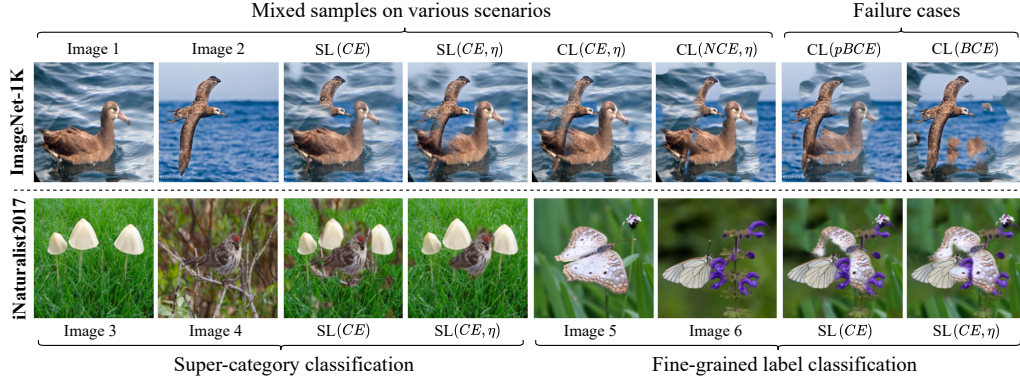 Mixed samples on various scenarios
Failure cases
Image 1
Image 2
SL(CE)
SL(CE, η)
CL(CE, η)
CL(NCE, η)
CL(pBCE)
CL(BCE)
ImageNet-1K
iNaturalist2017
Image 3
Image 4
SL(CE)
SL(CE, η)
Image 5
Image 6
SL(CE)
SL(CE, η)
Super-category classification
Fine-grained label classification